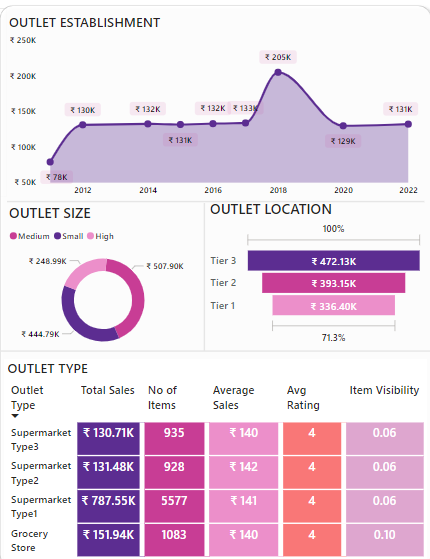 OUTLET ESTABLISHMENT
₹ 250K
₹ 200K
₹ 150K
₹ 100K
₹ 50K
₹ 78K
₹ 130K
₹ 132K
₹ 131K
₹ 132K
₹ 133K
₹ 205K
₹ 129K
₹ 131K
2012 2014 2016 2018 2020 2022
OUTLET SIZE
Medium Small High
₹ 248.99K
₹ 507.90K
₹ 444.79K
OUTLET LOCATION
100%
Tier 3 ₹ 472.13K
Tier 2 ₹ 393.15K
Tier 1 ₹ 336.40K
71.3%
OUTLET TYPE
Outlet Type Total Sales No of Items Average Sales Avg Rating Item Visibility
Supermarket Type3 ₹ 130.71K 935 ₹ 140 4 0.06
Supermarket Type2 ₹ 131.48K 928 ₹ 142 4 0.06
Supermarket Type1 ₹ 787.55K 5577 ₹ 141 4 0.06
Grocery Store ₹ 151.94K 1083 ₹ 140 4 0.10